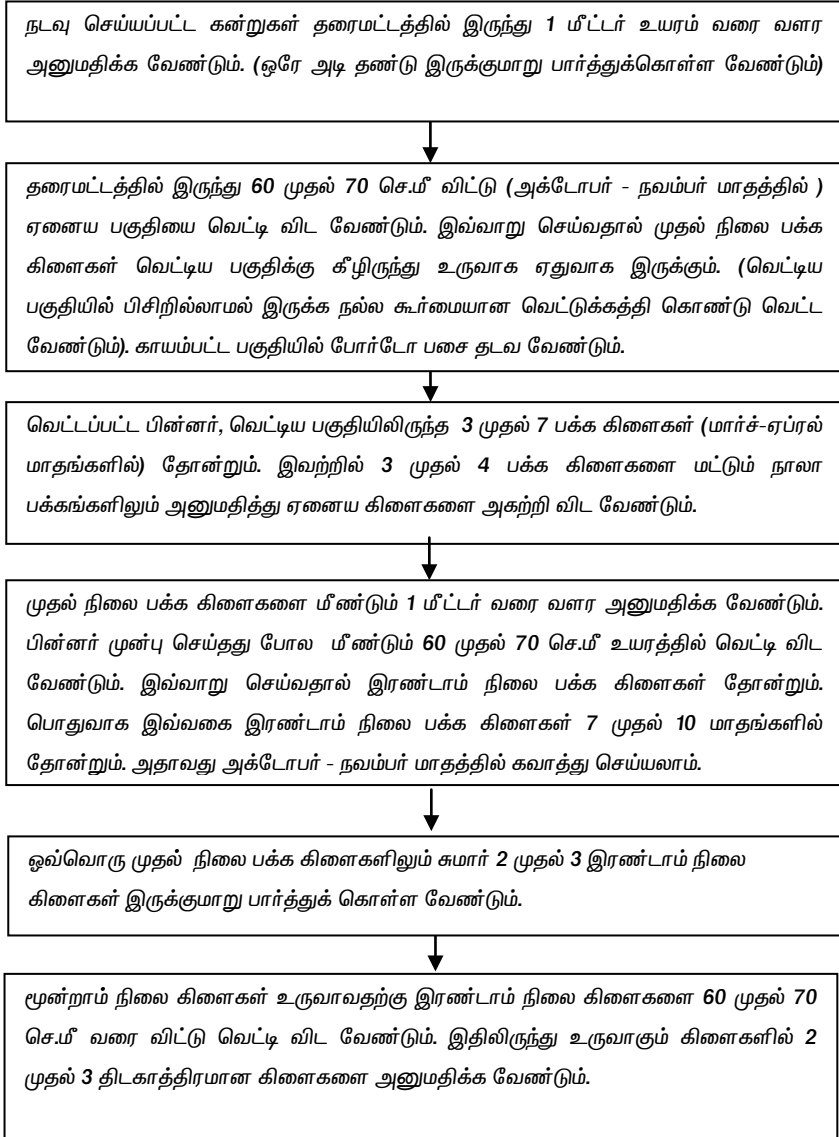 நடவு செய்யப்பட்ட கன்றுகள் தரைமட்டத்தில் இருந்து 1 மீட்டர் உயரம் வரை வளர
அனுமதிக்க வேண்டும். (ஒரே அடி தண்டு இருக்குமாறு பார்த்துக்கொள்ள வேண்டும்)
தரைமட்டத்தில் இருந்து 60 முதல் 70 செ.மீ விட்டு (அக்டோபர் - நவம்பர் மாதத்தில் )
ஏனைய பகுதியை வெட்டி விட வேண்டும். இவ்வாறு செய்வதால் முதல் நிலை பக்க
கிளைகள் வெட்டிய பகுதிக்கு கீழிருந்து உருவாக ஏதுவாக இருக்கும். (வெட்டிய
பகுதியில் பிசிறில்லாமல் இருக்க நல்ல கூர்மையான வெட்டுக்கத்தி கொண்டு வெட்ட
வேண்டும்). காயம்பட்ட பகுதியில் போர்டோ பசை தடவ வேண்டும்.
வெட்டப்பட்ட பின்னர், வெட்டிய பகுதியிலிருந்த 3 முதல் 7 பக்க கிளைகள் (மார்ச்-ஏப்ரல்
மாதங்களில்) தோன்றும். இவற்றில் 3 முதல் 4 பக்க கிளைகளை மட்டும் நாலா
பக்கங்களிலும் அனுமதித்து ஏனைய கிளைகளை அகற்றி விட வேண்டும்.
முதல் நிலை பக்க கிளைகளை மீண்டும் 1 மீட்டர் வரை வளர அனுமதிக்க வேண்டும்.
பின்னர் முன்பு செய்தது போல மீண்டும் 60 முதல் 70 செ.மீ உயரத்தில் வெட்டி விட
வேண்டும். இவ்வாறு செய்வதால் இரண்டாம் நிலை பக்க கிளைகள் தோன்றும்.
பொதுவாக இவ்வகை இரண்டாம் நிலை பக்க கிளைகள் 7 முதல் 10 மாதங்களில்
தோன்றும். அதாவது அக்டோபர் - நவம்பர் மாதத்தில் கவாத்து செய்யலாம்.
ஒவ்வொரு முதல் நிலை பக்க கிளைகளிலும் சுமார் 2 முதல் 3 இரண்டாம் நிலை
கிளைகள் இருக்குமாறு பார்த்துக் கொள்ள வேண்டும்.
மூன்றாம் நிலை கிளைகள் உருவாவதற்கு இரண்டாம் நிலை கிளைகளை 60 முதல் 70
செ.மீ வரை விட்டு வெட்டி விட வேண்டும். இதிலிருந்து உருவாகும் கிளைகளில் 2
முதல் 3 திடகாத்திரமான கிளைகளை அனுமதிக்க வேண்டும்.